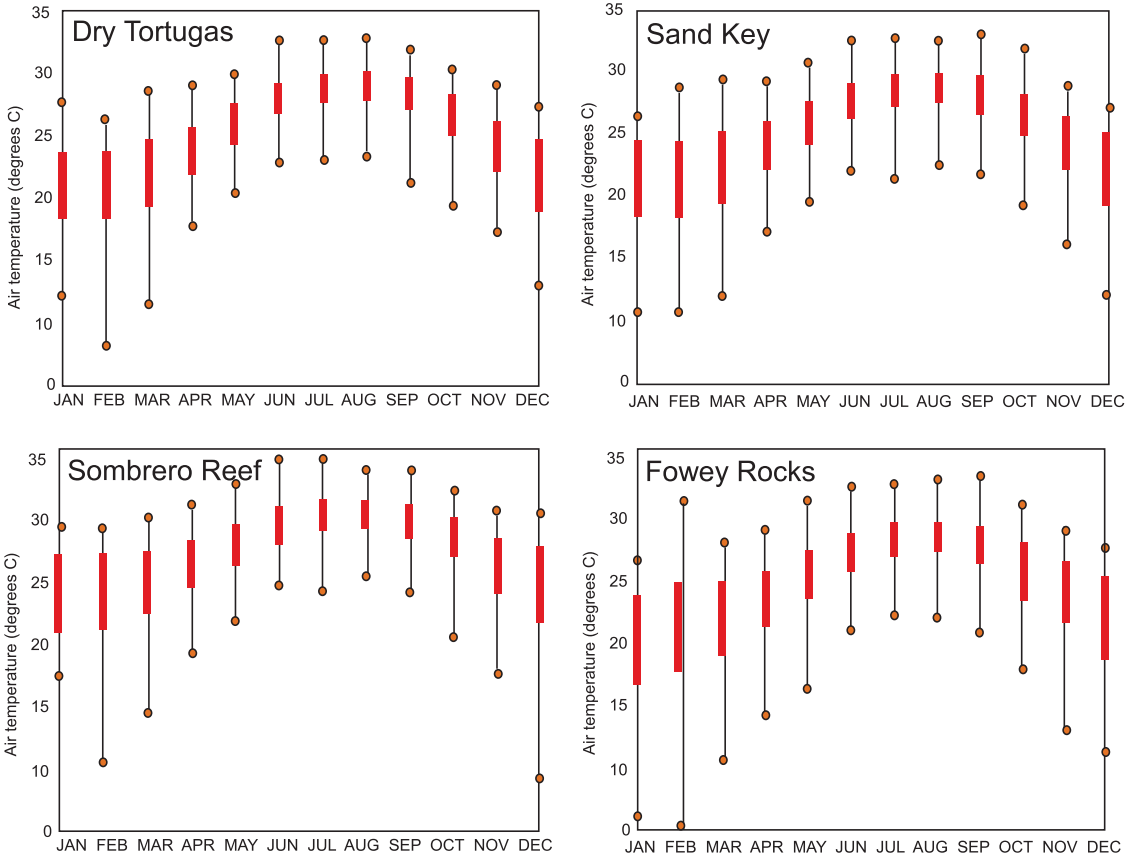 Dry Tortugas
Air temperature (degrees C)
35
30
25
20
15
10
0
JAN FEB MAR APR MAY JUN JUL AUG SEP OCT NOV DEC
Sand Key
Air temperature (degrees C)
35
30
25
20
15
10
0
JAN FEB MAR APR MAY JUN JUL AUG SEP OCT NOV DEC
Sombrero Reef
Air temperature (degrees C)
35
30
25
20
15
10
0
JAN FEB MAR APR MAY JUN JUL AUG SEP OCT NOV DEC
Fowey Rocks
Air temperature (degrees C)
35
30
25
20
15
10
0
JAN FEB MAR APR MAY JUN JUL AUG SEP OCT NOV DEC